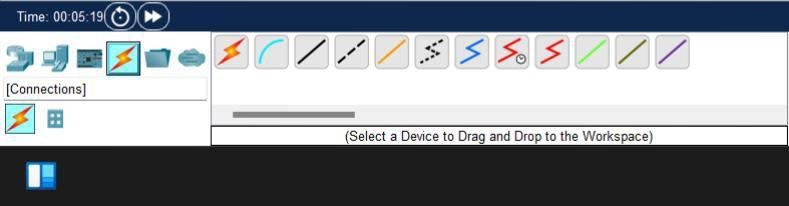 Time: 00:05:19
[Connections]
(Select a Device to Drag and Drop to the Workspace)